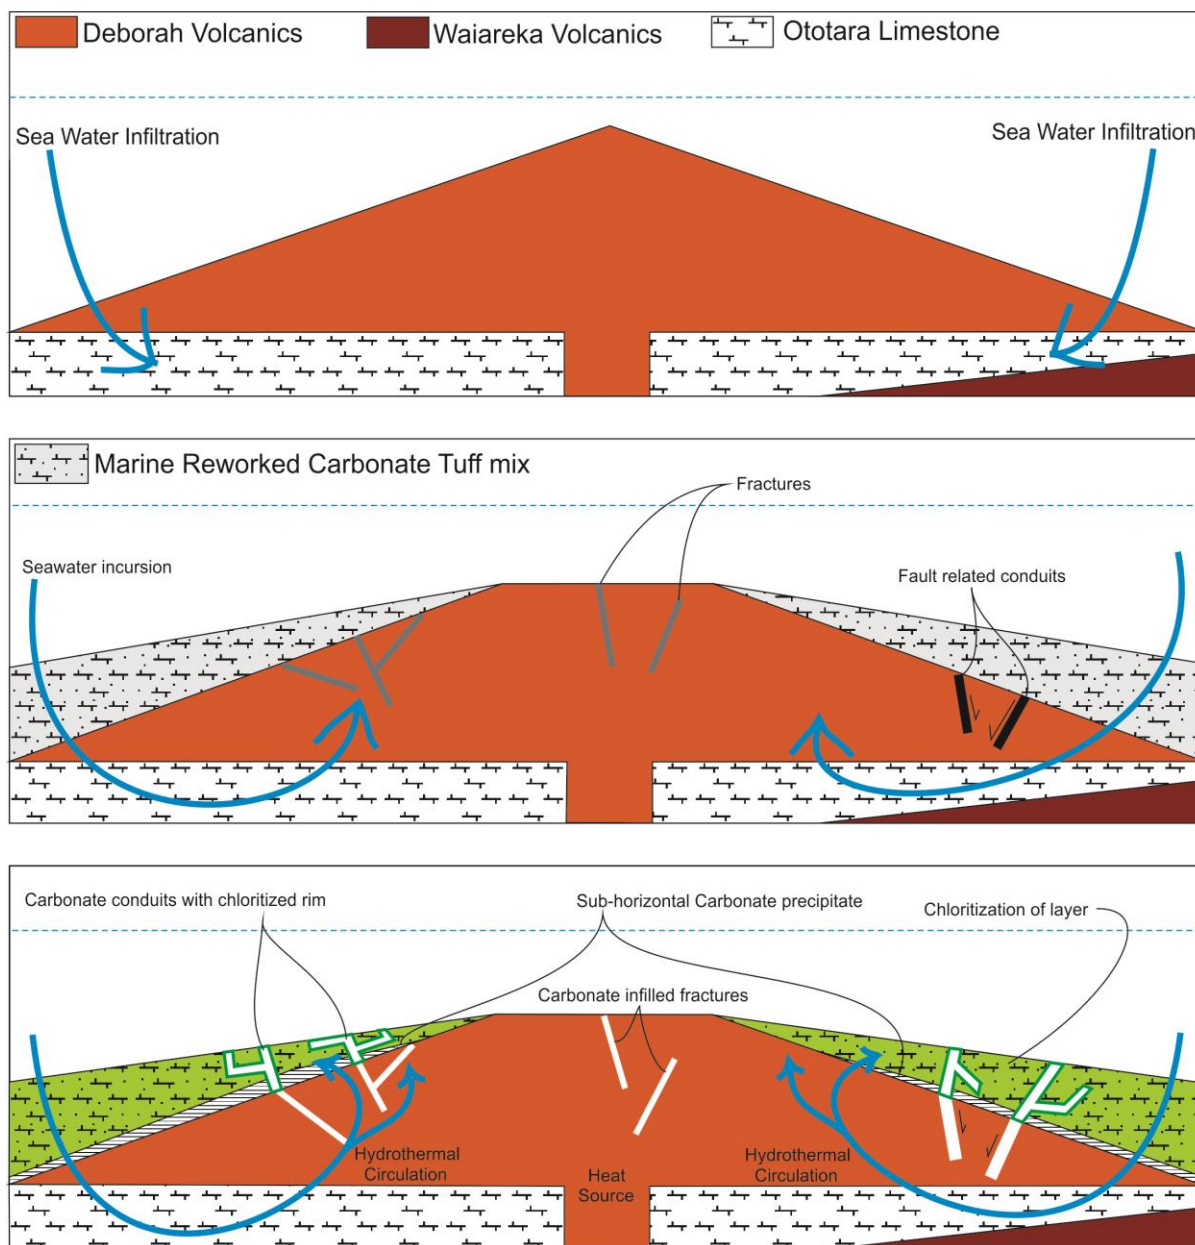 Deborah Volcanics
Waiareka Volcanics
Ototara Limestone
Sea Water Infiltration
Sea Water Infiltration
Marine Reworked Carbonate Tuff mix
Fractures
Seawater incursion
Fault related conduits
Carbonate conduits with chloritized rim
Sub-horizontal Carbonate precipitate
Chloritization of layer
Carbonate infilled fractures
Hydrothermal
Circulation
Heat
Source
Hydrothermal
Circulation